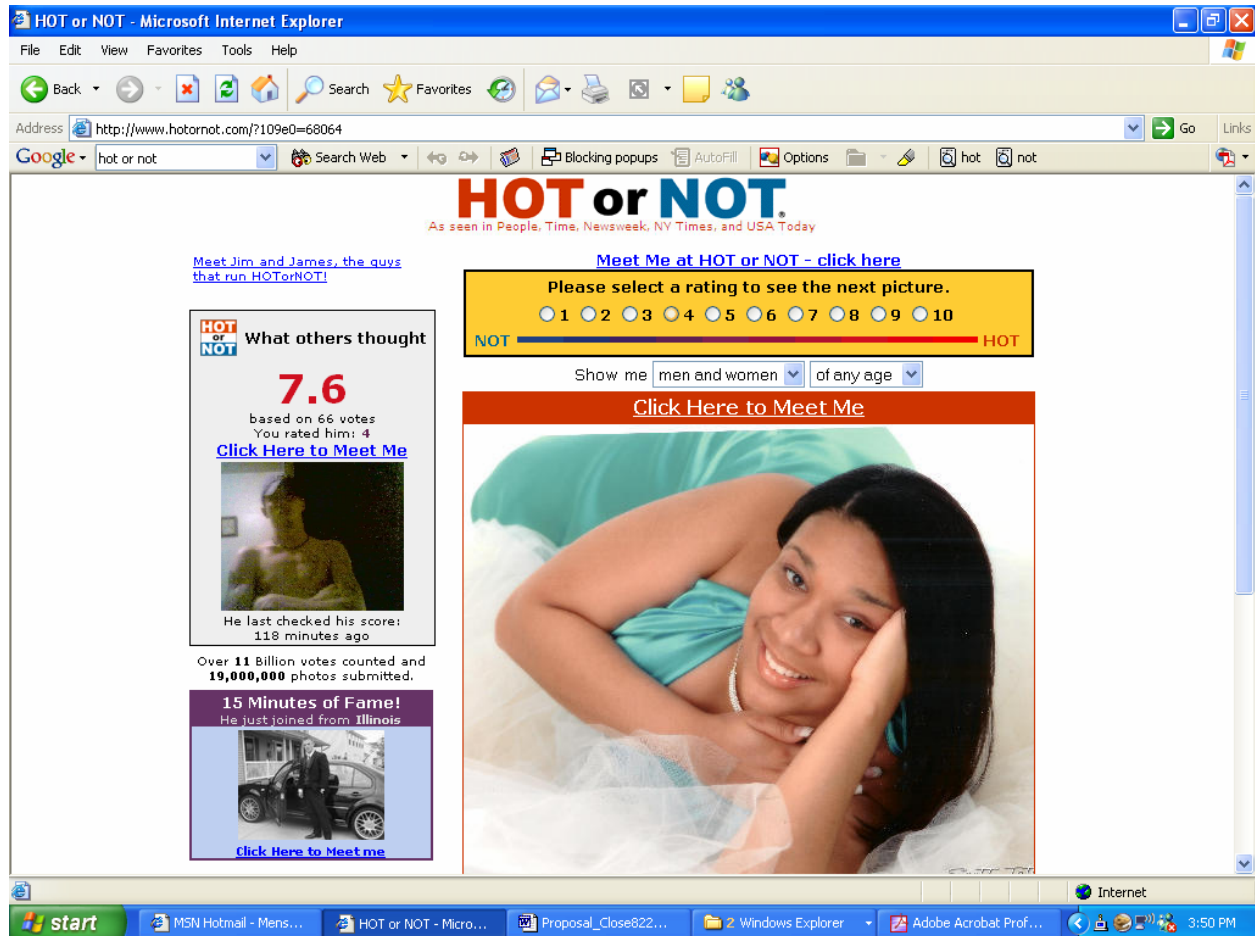 HOT or NOT - Microsoft Internet Explorer
File Edit View Favorites Tools Help
Back Search Favorites
Address http://www.hotornot.com/?109e0=68064 Go Links
Google hot or not Search Web Blocking popups AutoFill Options hot not
HOT or NOT®
As seen in People, Time, Newsweek, NY Times, and USA Today
Meet Jim and James, the guys
that run HOTorNOT!
HOT
or
NOT
What others thought
7.6
based on 66 votes
You rated him: 4
Click Here to Meet Me
He last checked his score:
118 minutes ago
Over 11 Billion votes counted and
19,000,000 photos submitted.
15 Minutes of Fame!
He just joined from Illinois
Click Here to Meet me
Meet Me at HOT or NOT - click here
Please select a rating to see the next picture.
1 2 3 4 5 6 7 8 9 10
NOT HOT
Show me men and women of any age
Click Here to Meet Me
Internet
start MSN Hotmail - Mens... HOT or NOT - Micro... Proposal_Close822... 2 Windows Explorer Adobe Acrobat Prof... 3:50 PM